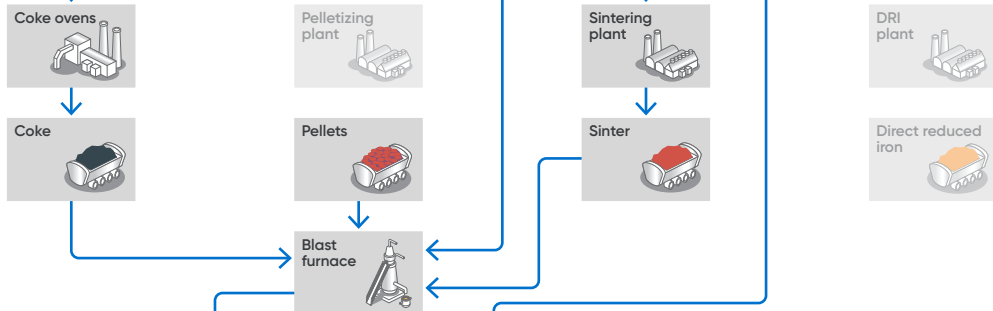 Coke ovens
Pelletizing
plant
Sintering
plant
DRI
plant
Coke
Pellets
Sinter
Direct reduced
iron
Blast
furnace